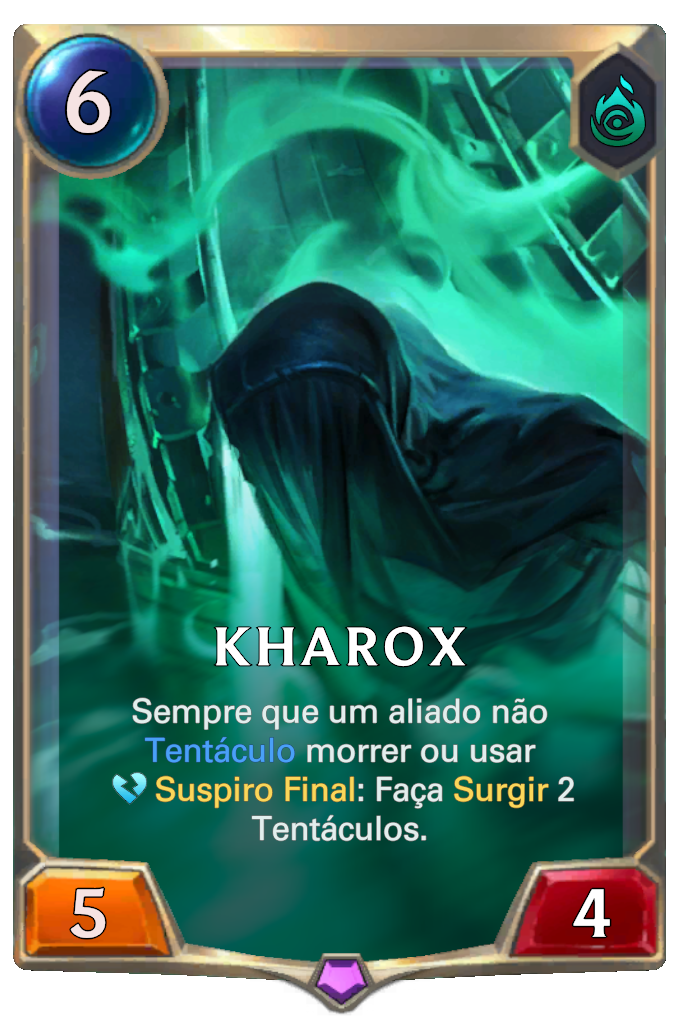 6
KHAROX
Sempre que um aliado não
Tentáculo morrer ou usar
Suspiro Final: Faça Surgir 2
Tentáculos.
5 4